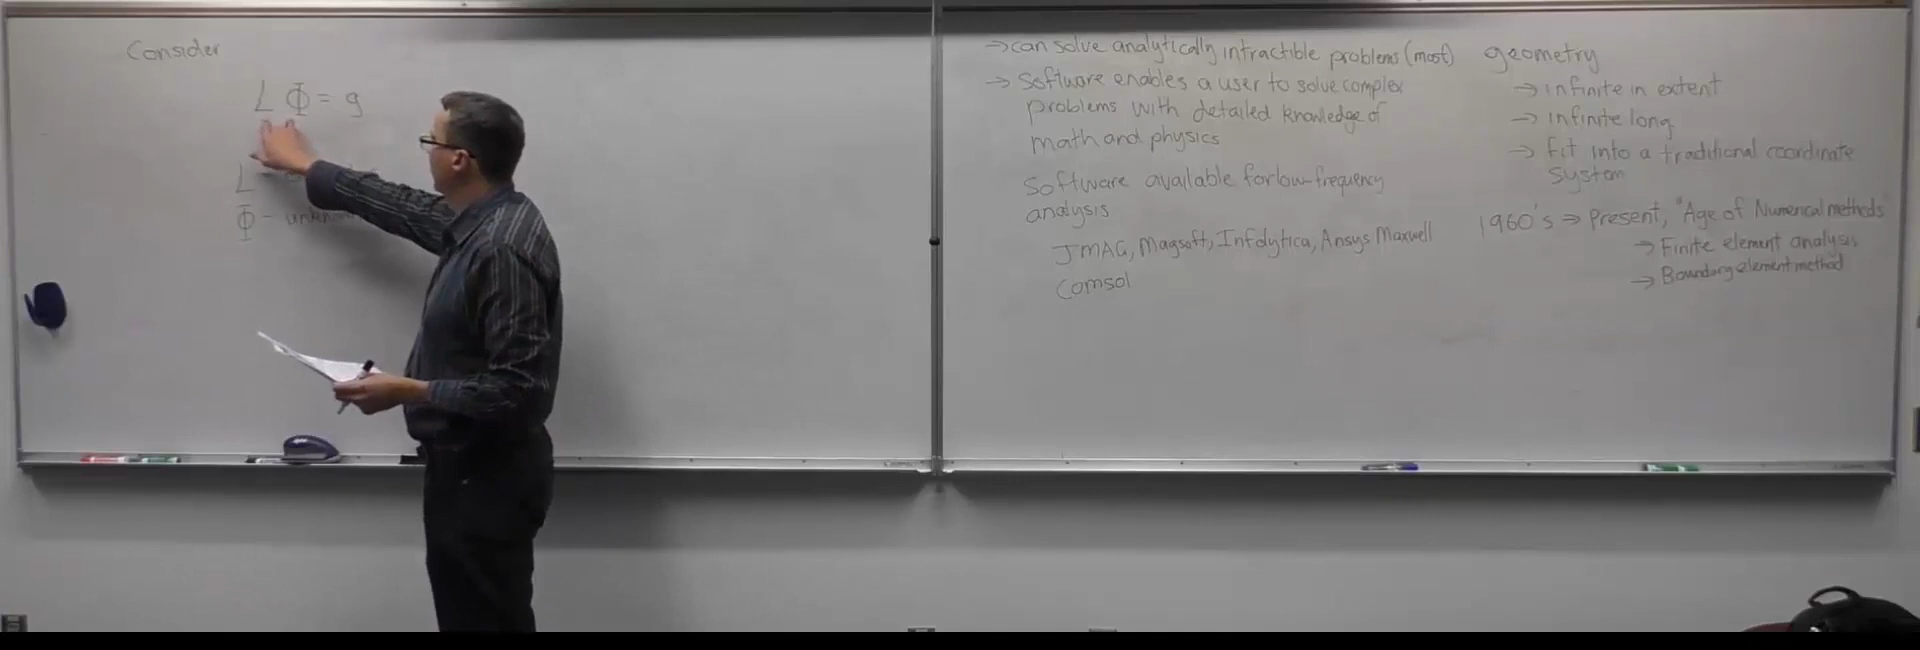 Consider
L Φ = g
L -
Φ - unknown
→ can solve analytically intractible problems (most)
→ Software enables a user to solve complex
problems with detailed knowledge of
math and physics
Software available for low-frequency
analysis
JMAG, Magsoft, Infolytica, Ansys Maxwell
Comsol
geometry
→ infinite in extent
→ infinite long
→ fit into a traditional coordinate
system
1960's ⇒ Present, "Age of Numerical methods"
→ Finite element analysis
→ Boundary element method